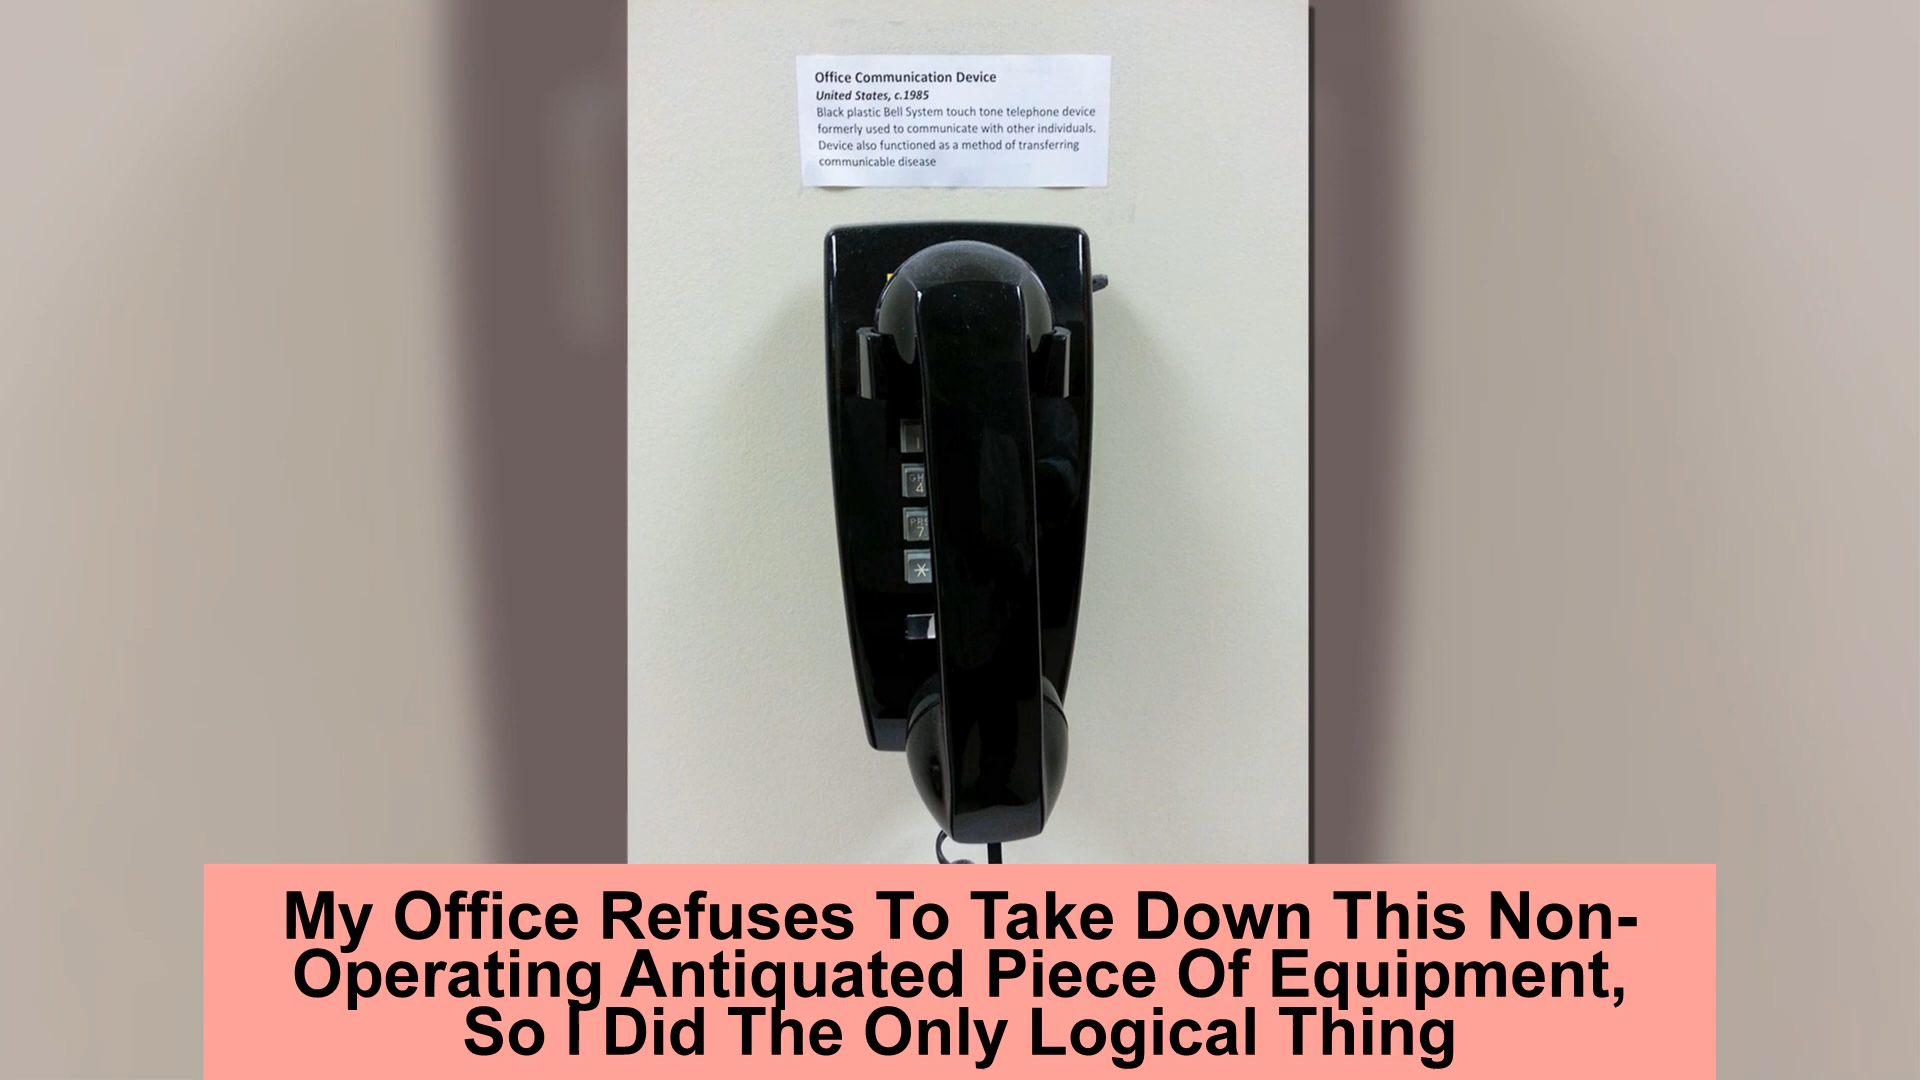 Office Communication Device
United States, c.1985
Black plastic Bell System touch tone telephone device
formerly used to communicate with other individuals.
Device also functioned as a method of transferring
communicable disease
4
7
*
My Office Refuses To Take Down This Non-
Operating Antiquated Piece Of Equipment,
So I Did The Only Logical Thing